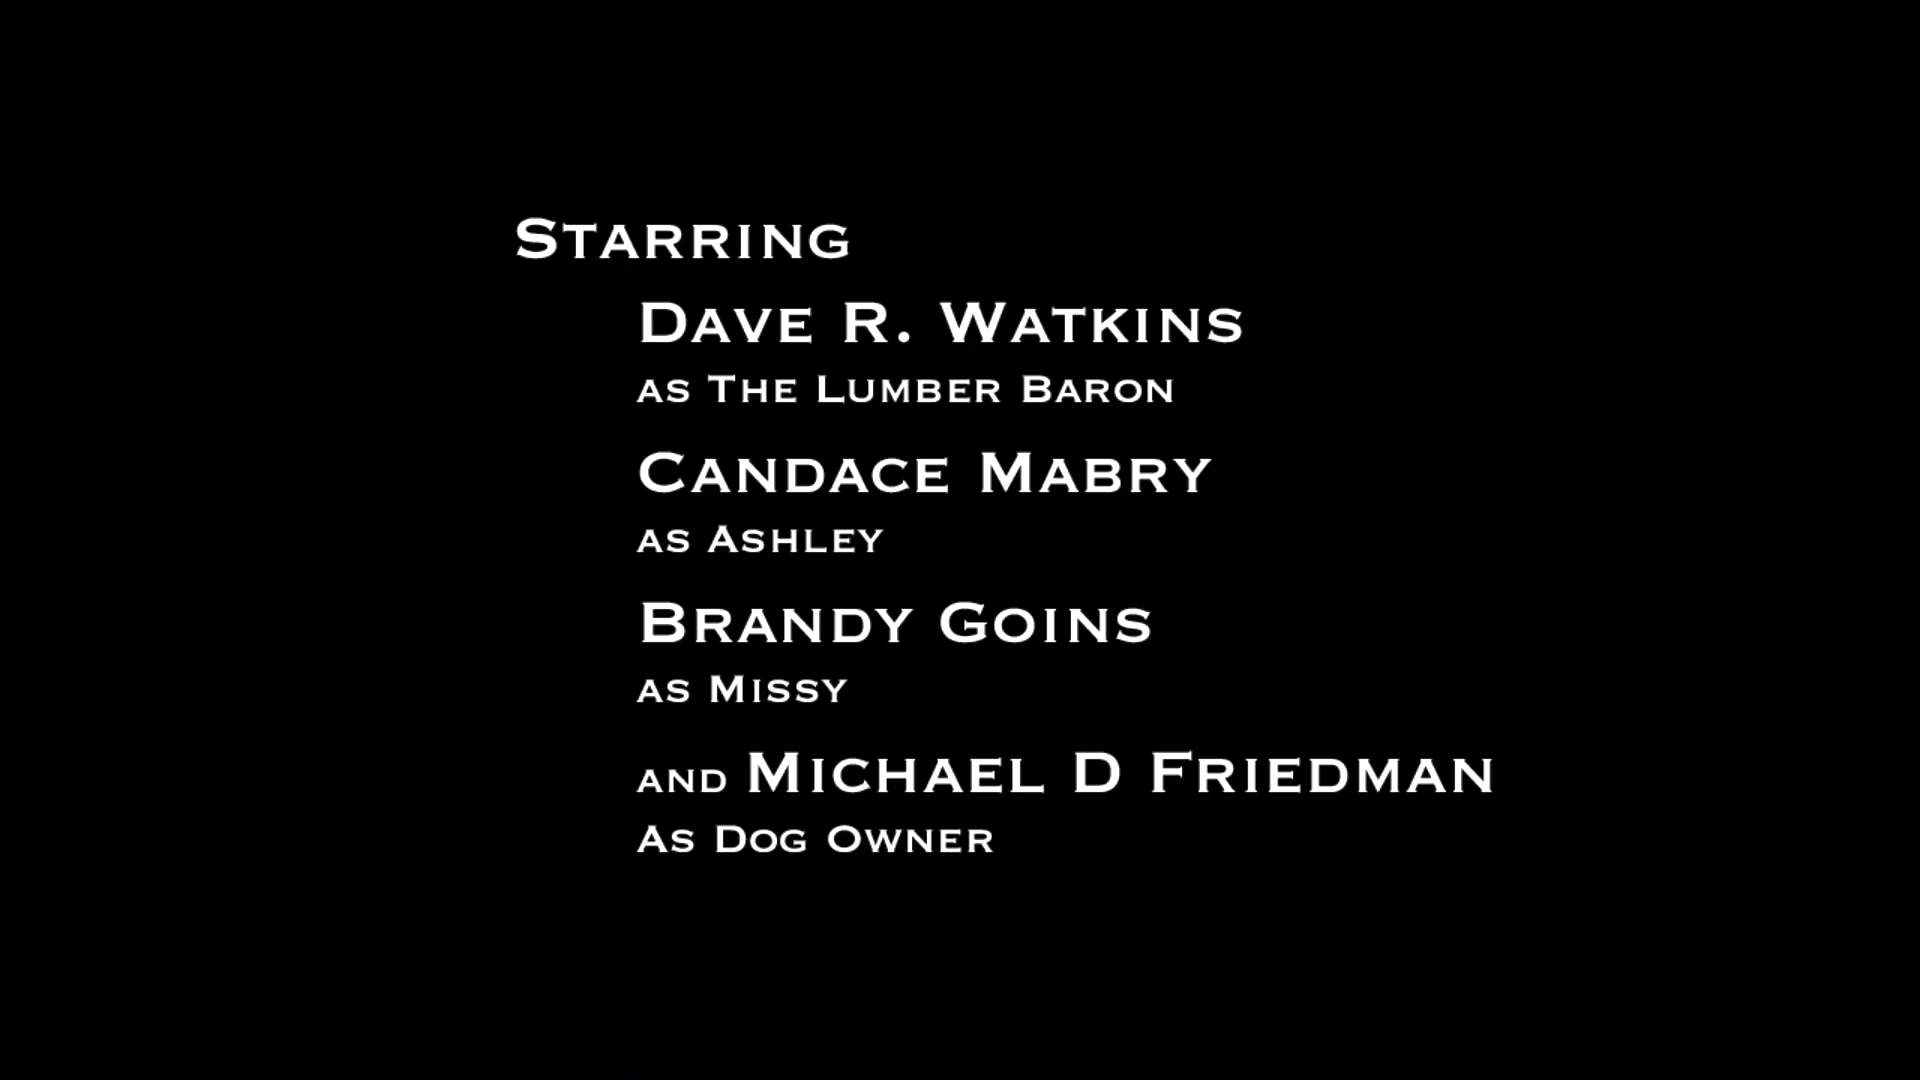 Starring
Dave R. Watkins
as The Lumber Baron
Candace Mabry
as Ashley
Brandy Goins
as Missy
and Michael D Friedman
As Dog Owner